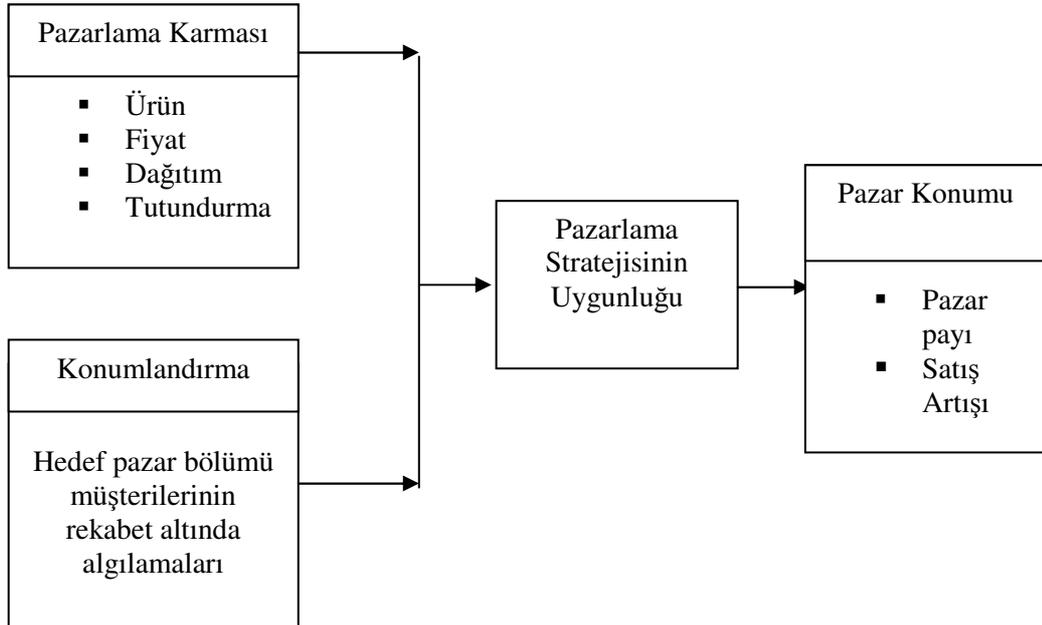 Pazarlama Karması
▪ Ürün
▪ Fiyat
▪ Dağıtım
▪ Tutundurma
Konumlandırma
Hedef pazar bölümü
müşterilerinin
rekabet altında
algılamaları
Pazarlama
Stratejisinin
Uygunluğu
Pazar Konumu
▪ Pazar
payı
▪ Satış
Artışı